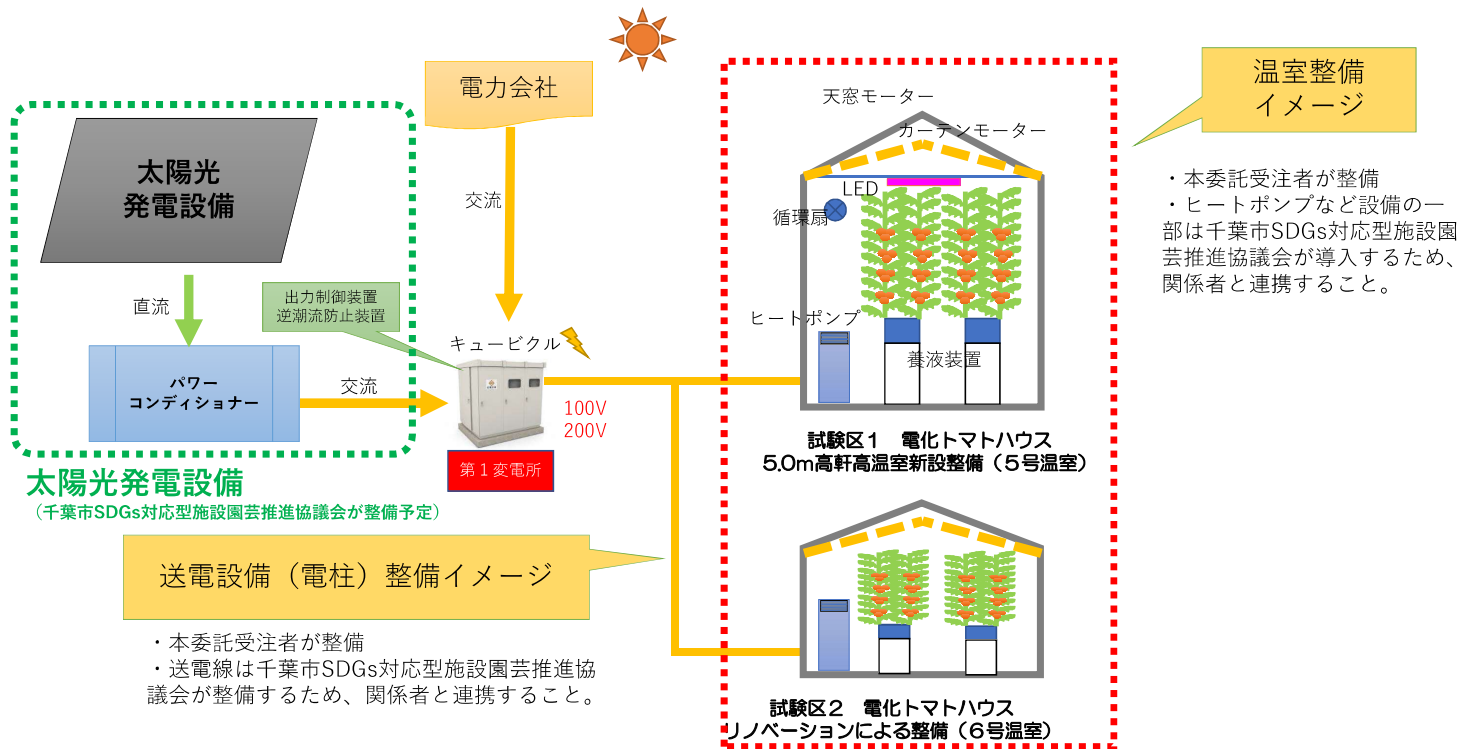 電力会社
太陽光
発電設備
交流
直流
出力制御装置
逆潮流防止装置
キュービクル
パワー
コンディショナー
交流
100V
200V
第１変電所
太陽光発電設備
（千葉市SDGs対応型施設園芸推進協議会が整備予定）
送電設備（電柱）整備イメージ
・本委託受注者が整備
・送電線は千葉市SDGs対応型施設園芸推進協
議会が整備するため、関係者と連携すること。
天窓モーター
カーテンモーター
LED
循環扇
ヒートポンプ
養液装置
試験区１　電化トマトハウス
5.0m高軒高温室新設整備（５号温室）
試験区２　電化トマトハウス
リノベーションによる整備（６号温室）
温室整備
イメージ
・本委託受注者が整備
・ヒートポンプなど設備の一
部は千葉市SDGs対応型施設園
芸推進協議会が導入するため、
関係者と連携すること。